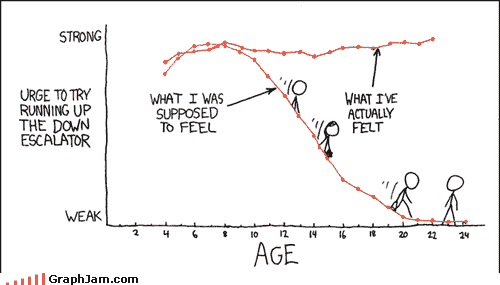 STRONG
URGE TO TRY
RUNNING UP
THE DOWN
ESCALATOR
WEAK
WHAT I WAS
SUPPOSED
TO FEEL
WHAT I'VE
ACTUALLY
FELT
2 4 6 8 10 12 14 16 18 20 22 24
AGE
GraphJam.com